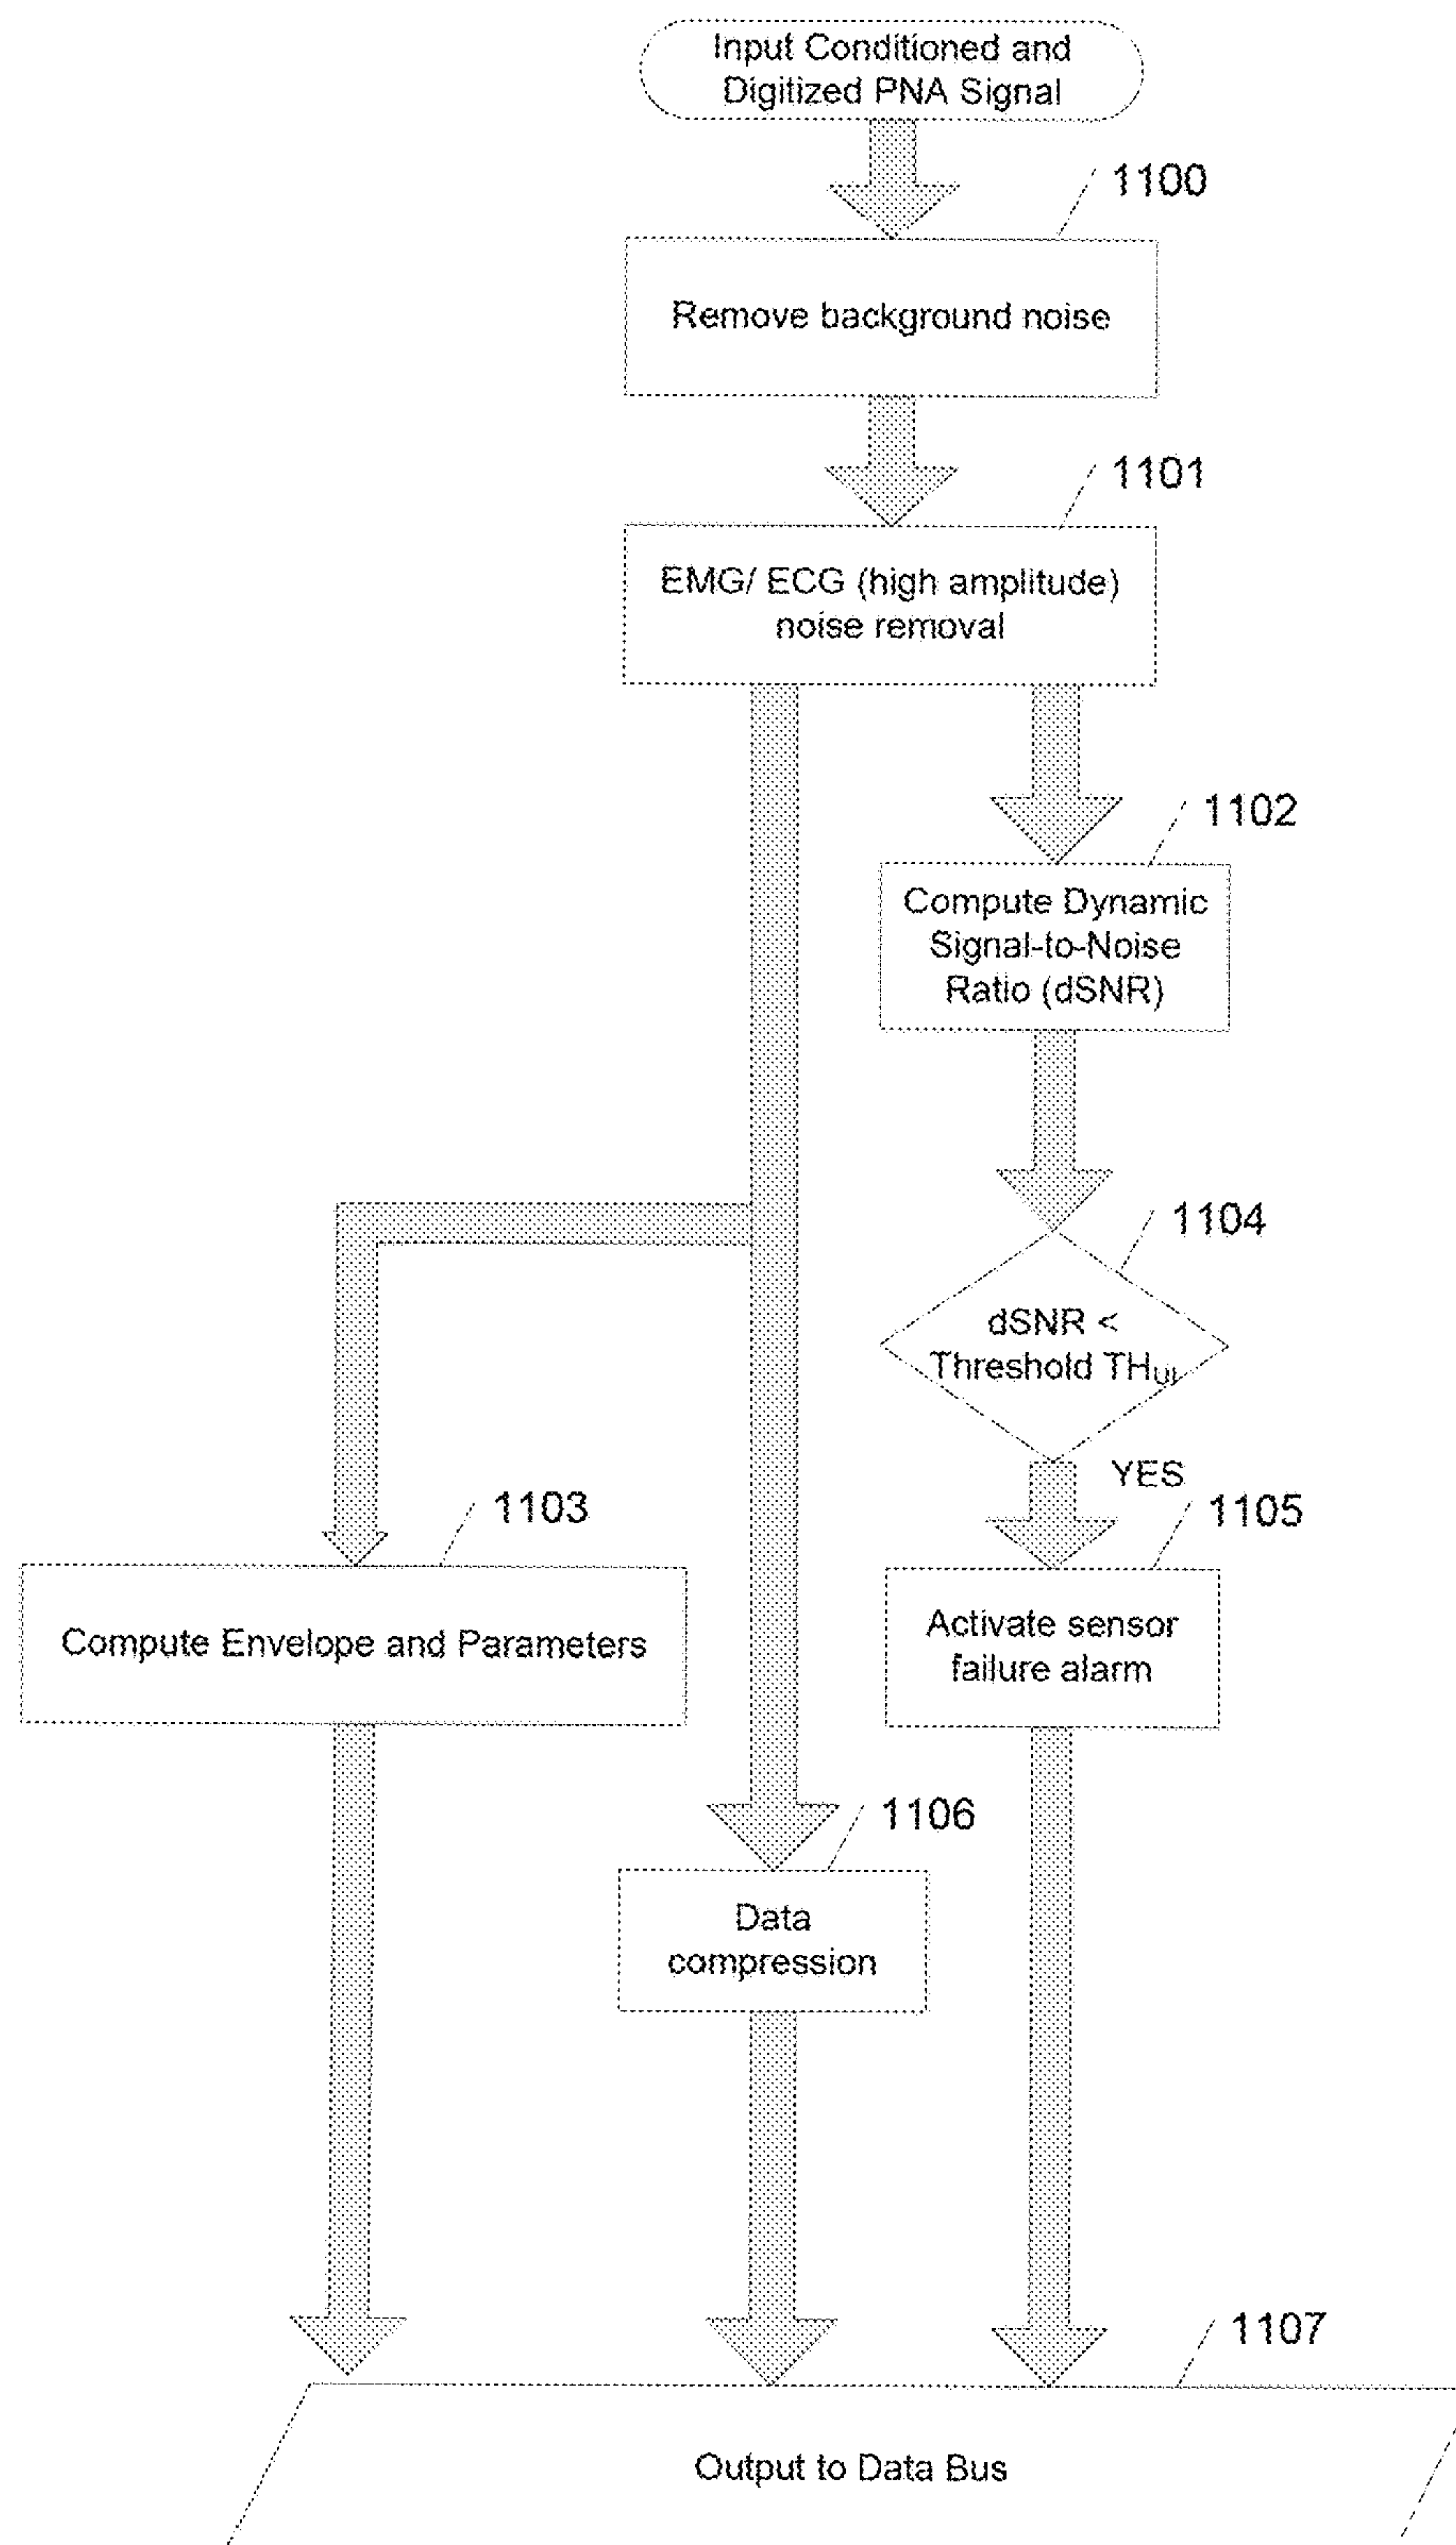 Input Conditioned and
Digitized PNA Signal
1100
Remove background noise
1101
EMG/ ECG (high amplitude)
noise removal
1102
Compute Dynamic
Signal-to-Noise
Ratio (dSNR)
1104
dSNR <
Threshold TH
YES
1103
1105
Compute Envelope and Parameters
Activate sensor
failure alarm
1106
Data
compression
1107
Output to Data Bus